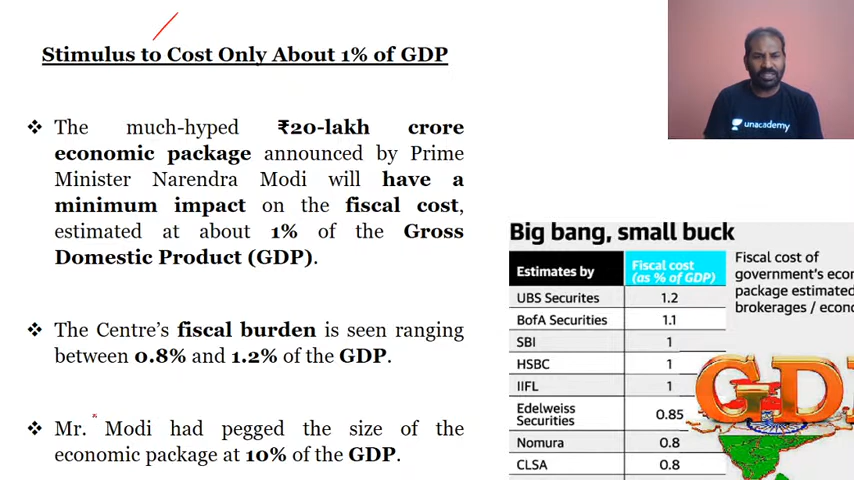 Stimulus to Cost Only About 1% of GDP
❖ The much-hyped ₹20-lakh crore
economic package announced by Prime
Minister Narendra Modi will have a
minimum impact on the fiscal cost,
estimated at about 1% of the Gross
Domestic Product (GDP).
❖ The Centre's fiscal burden is seen ranging
between 0.8% and 1.2% of the GDP.
❖ Mr. Modi had pegged the size of the
economic package at 10% of the GDP.
unacademy
Big bang, small buck
Estimates by Fiscal cost
(as % of GDP)
UBS Securites 1.2
BofA Securities 1.1
SBI 1
HSBC 1
IIFL 1
Edelweiss
Securities 0.85
Nomura 0.8
CLSA 0.8
Fiscal cost of
government's econ
package estimated
brokerages / econo
GD